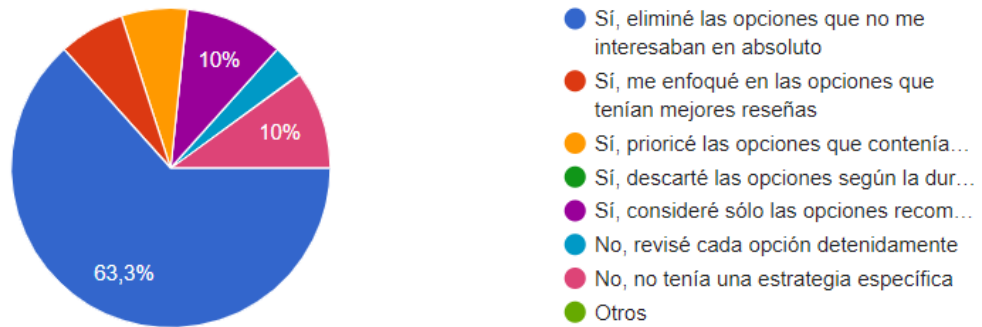 10%
10%
63,3%
Sí, eliminé las opciones que no me
interesaban en absoluto
Sí, me enfoqué en las opciones que
tenían mejores reseñas
Sí, prioricé las opciones que contenía…
Sí, descarté las opciones según la dur…
Sí, consideré sólo las opciones recom…
No, revisé cada opción detenidamente
No, no tenía una estrategia específica
Otros